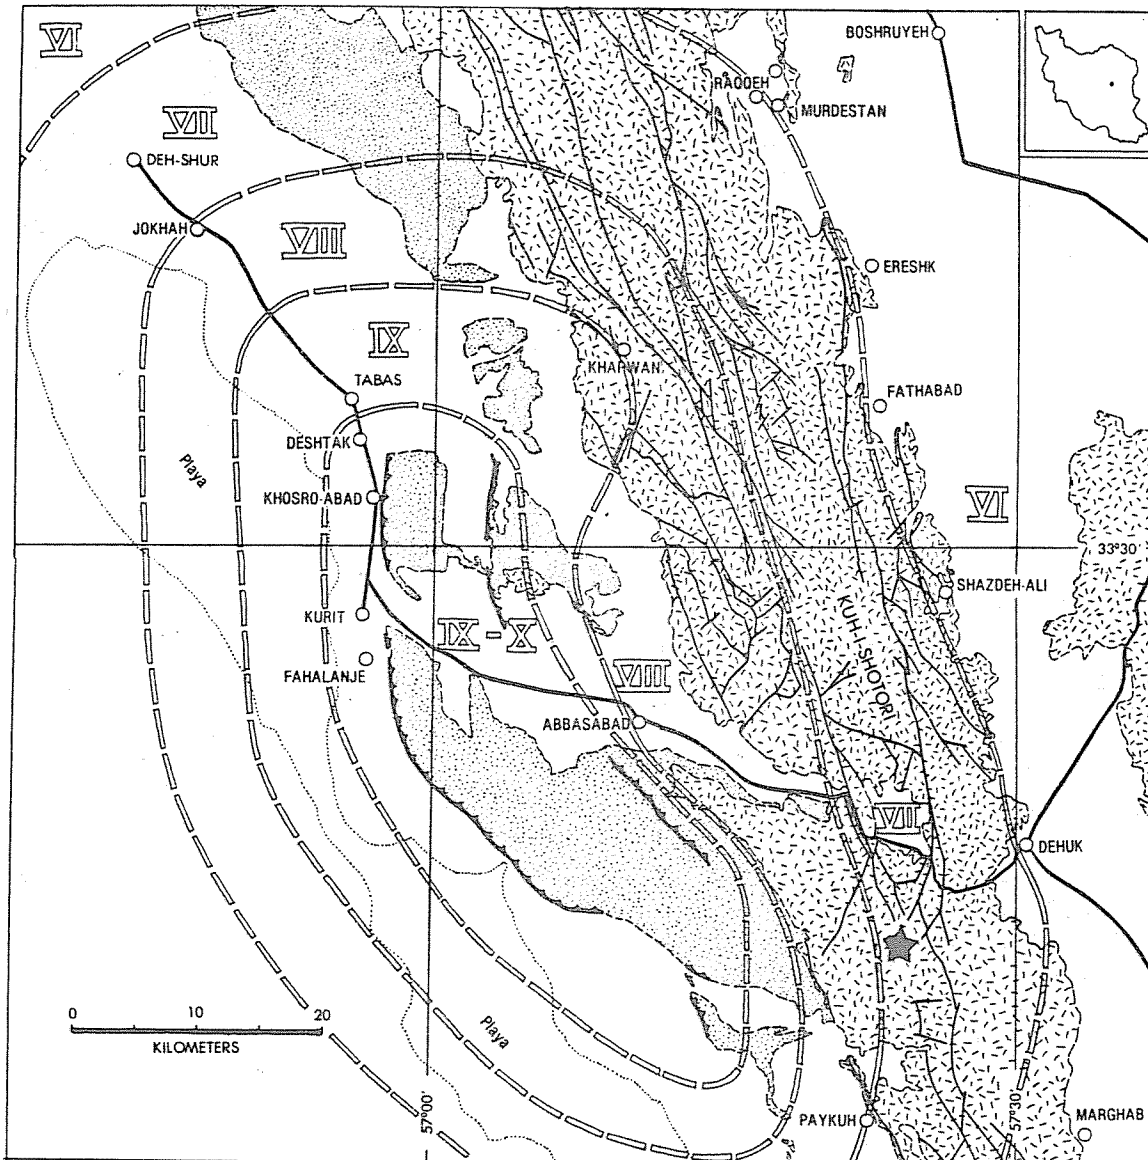 VI
BOSHRUYEH
RAQDEH
MURDESTAN
VII
DEH-SHUR
JOKHAH
VIII
ERESHK
IX
KHARWAN
TABAS
FATHABAD
DESHTAK
Playa
KHOSRO-ABAD
VI
33°30
SHAZDEH-ALI
KURIT
IX - X
KUH-I-SHOTORI
FAHALANJE
VIII
ABBASABAD
VII
DEHUK
0 10 20
KILOMETERS
Playa
57°00'
57°30
PAYKUH
MARGHAB